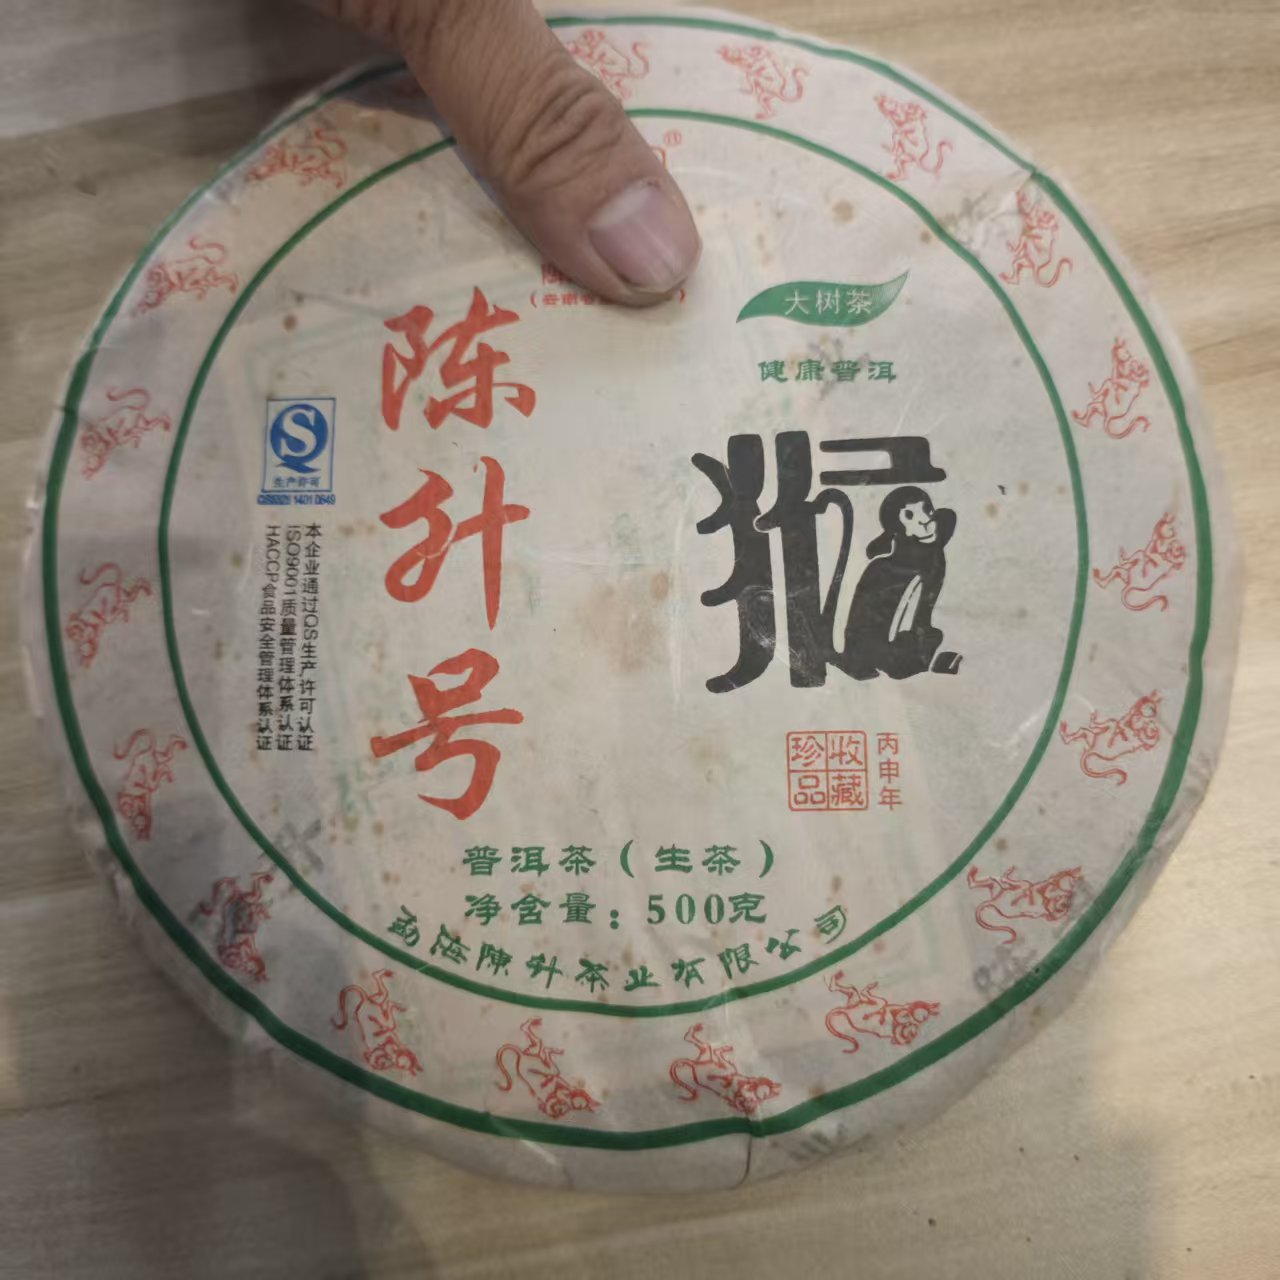 大树茶
健康普洱
陈升号
猴
生产许可
本企业通过QS生产许可认证
ISO9001质量管理体系认证
HACCP食品安全管理体系认证
珍品收藏
丙申年
普洱茶(生茶)
净含量:500克
勐海陳升茶业有限公司